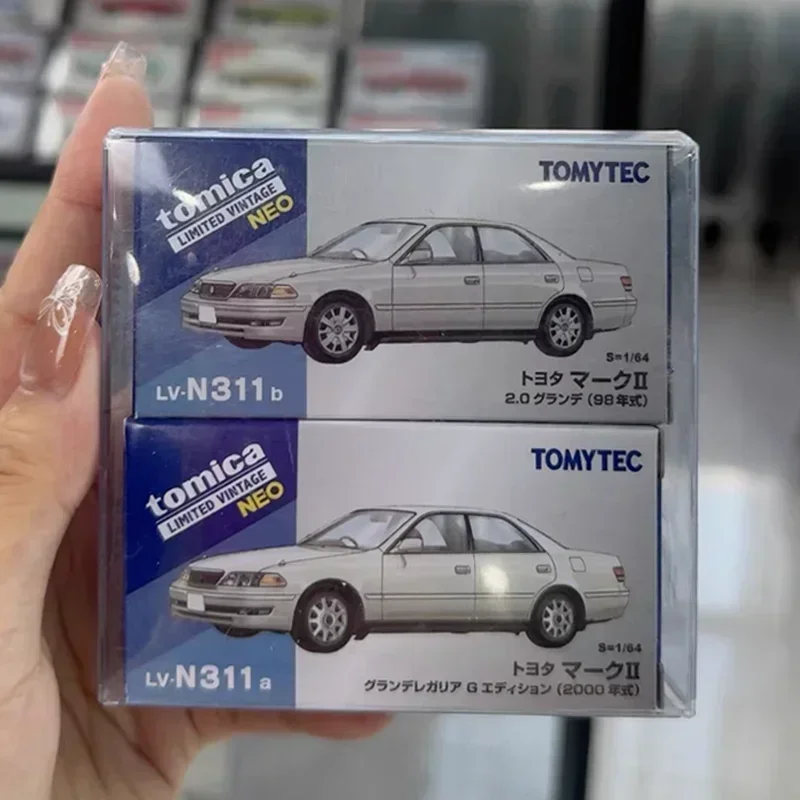 tomica
LIMITED VINTAGE
NEO
TOMYTEC
S=1/64
LV-N311b
トヨタ マークII
2.0 グランデ (98年式)
tomica
LIMITED VINTAGE
NEO
TOMYTEC
S=1/64
LV-N311a
トヨタ マークII
グランデレガリア G エディション (2000年式)